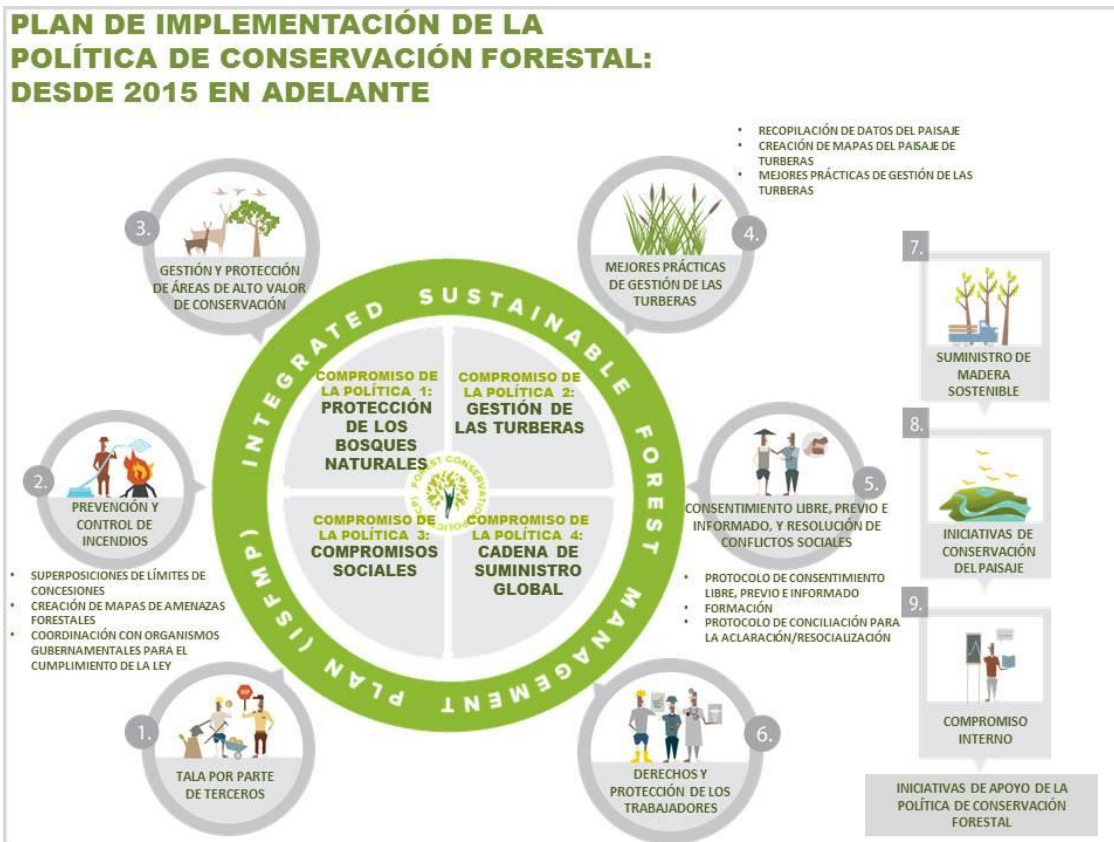 PLAN DE IMPLEMENTACIÓN DE LA
POLÍTICA DE CONSERVACIÓN FORESTAL:
DESDE 2015 EN ADELANTE
3.
GESTIÓN Y PROTECCIÓN
DE ÁREAS DE ALTO VALOR
DE CONSERVACIÓN
4.
MEJORES PRÁCTICAS
DE GESTIÓN DE LAS
TURBERAS
• RECOPILACIÓN DE DATOS DEL PAISAJE
• CREACIÓN DE MAPAS DEL PAISAJE DE
TURBERAS
• MEJORES PRÁCTICAS DE GESTIÓN DE LAS
TURBERAS
INTEGRATED SUSTAINABLE FOREST MANAGEMENT PLAN (ISFMP)
COMPROMISO DE
LA POLÍTICA 1:
PROTECCIÓN
DE LOS
BOSQUES
NATURALES
COMPROMISO DE
LA POLÍTICA 2:
GESTIÓN DE
LAS TURBERAS
FOREST CONSERVATION POLICY
COMPROMISO DE
LA POLÍTICA 3:
COMPROMISOS
SOCIALES
COMPROMISO DE
LA POLÍTICA 4:
CADENA DE
SUMINISTRO
GLOBAL
2.
PREVENCIÓN Y
CONTROL DE
INCENDIOS
• SUPERPOSICIONES DE LÍMITES DE
CONCESIONES
• CREACIÓN DE MAPAS DE AMENAZAS
FORESTALES
• COORDINACIÓN CON ORGANISMOS
GUBERNAMENTALES PARA EL
CUMPLIMIENTO DE LA LEY
5.
CONSENTIMIENTO LIBRE, PREVIO E
INFORMADO, Y RESOLUCIÓN DE
CONFLICTOS SOCIALES
• PROTOCOLO DE CONSENTIMIENTO
LIBRE, PREVIO E INFORMADO
• FORMACIÓN
• PROTOCOLO DE CONCILIACIÓN PARA
LA ACLARACIÓN/RESOCIALIZACIÓN
1.
STOP
TALA POR PARTE
DE TERCEROS
6.
DERECHOS Y
PROTECCIÓN DE LOS
TRABAJADORES
7.
SUMINISTRO DE
MADERA
SOSTENIBLE
8.
INICIATIVAS DE
CONSERVACIÓN
DEL PAISAJE
9.
COMPROMISO
INTERNO
INICIATIVAS DE APOYO DE LA
POLÍTICA DE CONSERVACIÓN
FORESTAL